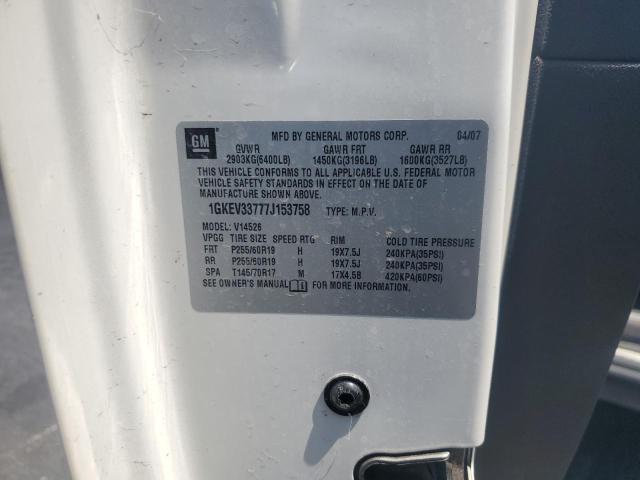 GM
MFD BY GENERAL MOTORS CORP. 04/07
GVWR GAWR FRT GAWR RR
2903KG(6400LB) 1450KG(3196LB) 1600KG(3527LB)
THIS VEHICLE CONFORMS TO ALL APPLICABLE U.S. FEDERAL MOTOR
VEHICLE SAFETY STANDARDS IN EFFECT ON THE DATE OF
MANUFACTURE SHOWN ABOVE.
1GKEV33777J153758 TYPE: M.P.V.
MODEL: V14526
VPGG TIRE SIZE SPEED RTG RIM COLD TIRE PRESSURE
FRT P255/60R19 H 19X7.5J 240KPA(35PSI)
RR P255/60R19 H 19X7.5J 240KPA(35PSI)
SPA T145/70R17 M 17X4.5B 420KPA(60PSI)
SEE OWNER'S MANUAL FOR MORE INFORMATION.